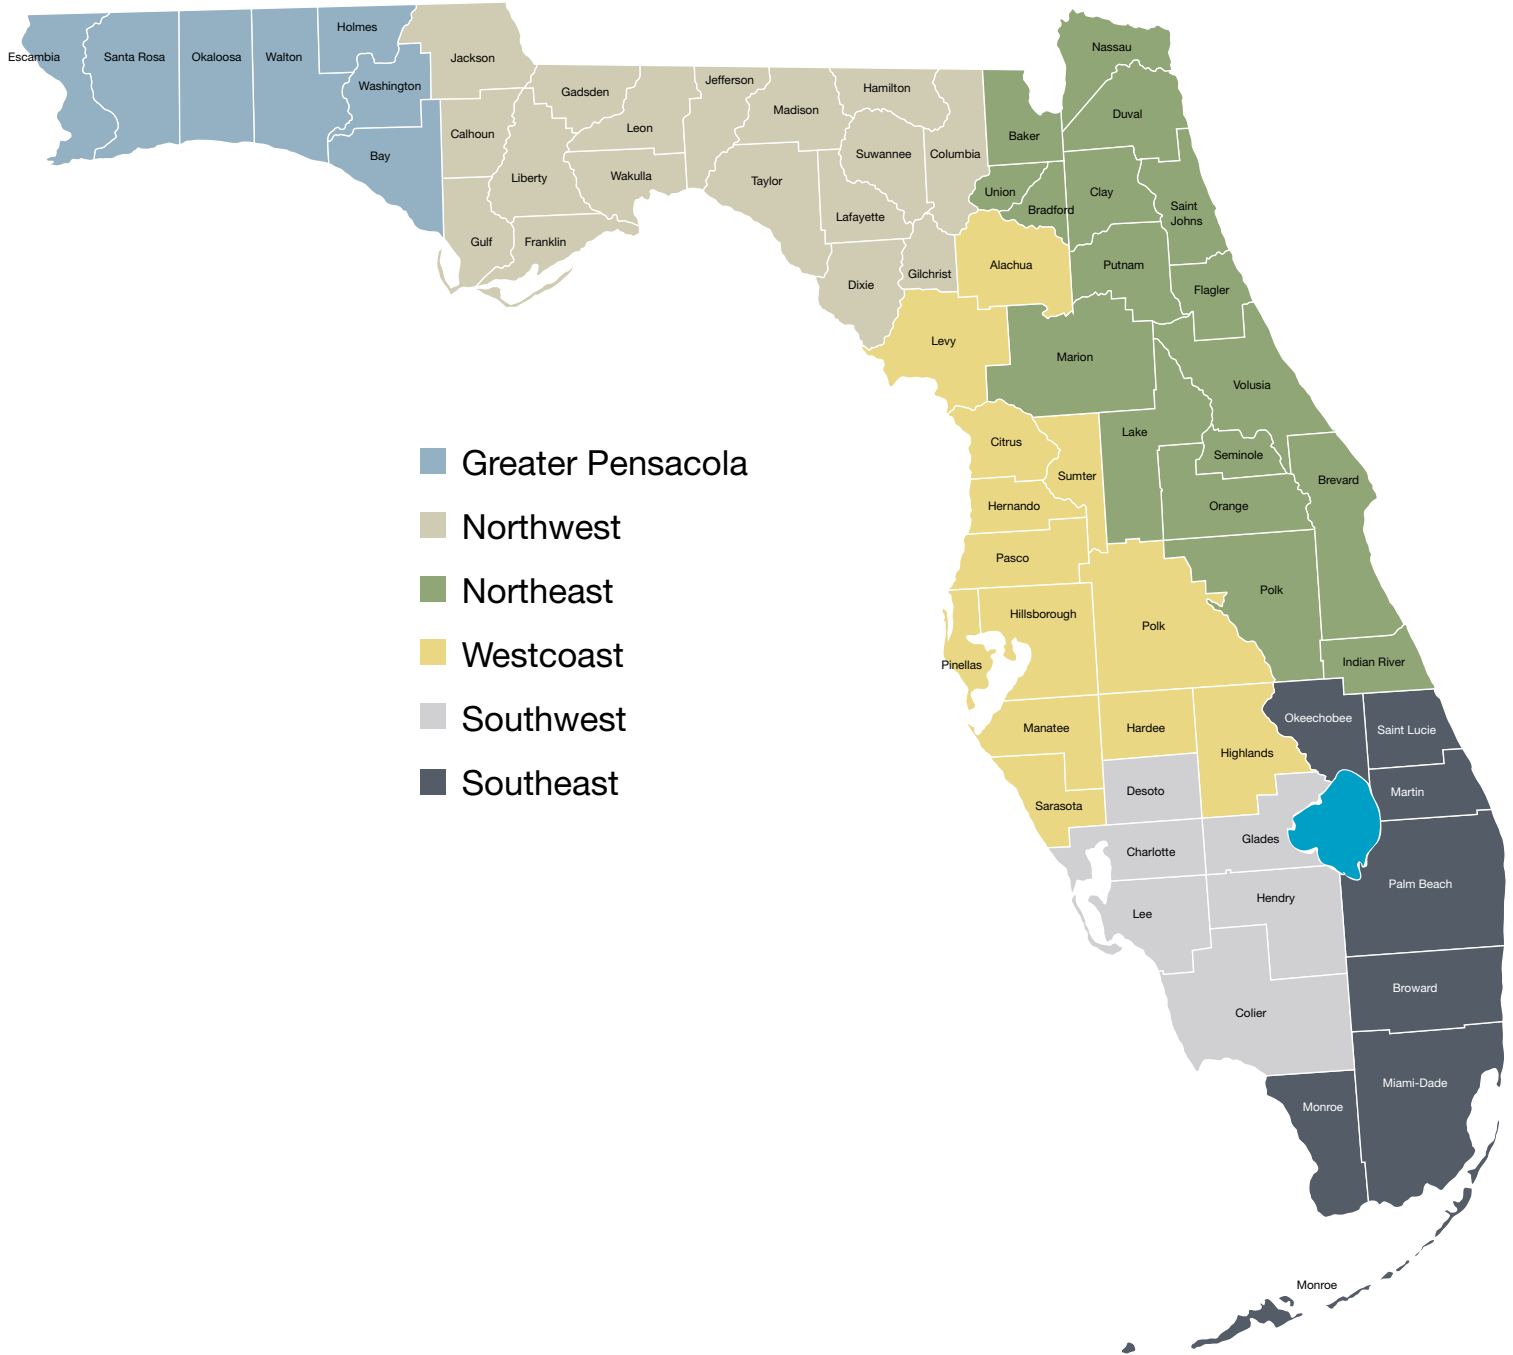 Holmes
Nassau
Escambia
Santa Rosa
Okaloosa
Walton
Jackson
Washington
Gadsden
Jefferson
Hamilton
Madison
Duval
Calhoun
Leon
Baker
Bay
Suwannee
Columbia
Liberty
Wakulla
Taylor
Union
Clay
Bradford
Saint
Johns
Lafayette
Gulf
Franklin
Alachua
Putnam
Gilchrist
Dixie
Flagler
Levy
Marion
Volusia
Lake
Citrus
Seminole
Sumter
Brevard
Hernando
Orange
Pasco
Polk
Hillsborough
Polk
Pinellas
Indian River
Okeechobee
Manatee
Hardee
Saint Lucie
Highlands
Desoto
Martin
Sarasota
Glades
Charlotte
Palm Beach
Hendry
Lee
Broward
Colier
Miami-Dade
Monroe
Monroe
Greater Pensacola
Northwest
Northeast
Westcoast
Southwest
Southeast